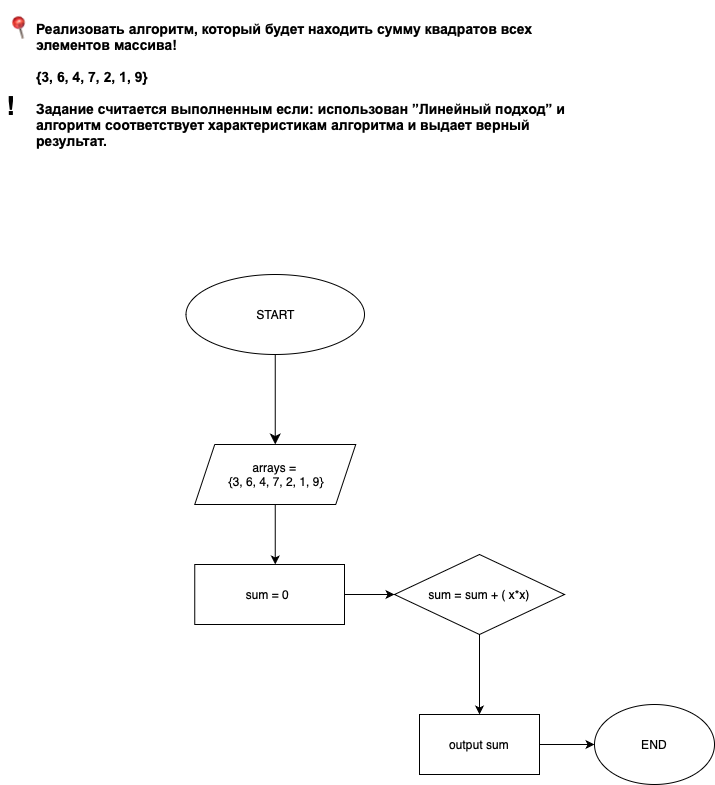 Реализовать алгоритм, который будет находить сумму квадратов всех
элементов массива!
{3, 6, 4, 7, 2, 1, 9}
! Задание считается выполненным если: использован ”Линейный подход” и
алгоритм соответствует характеристикам алгоритма и выдает верный
результат.
START
arrays =
{3, 6, 4, 7, 2, 1, 9}
sum = 0
sum = sum + ( x*x)
output sum
END